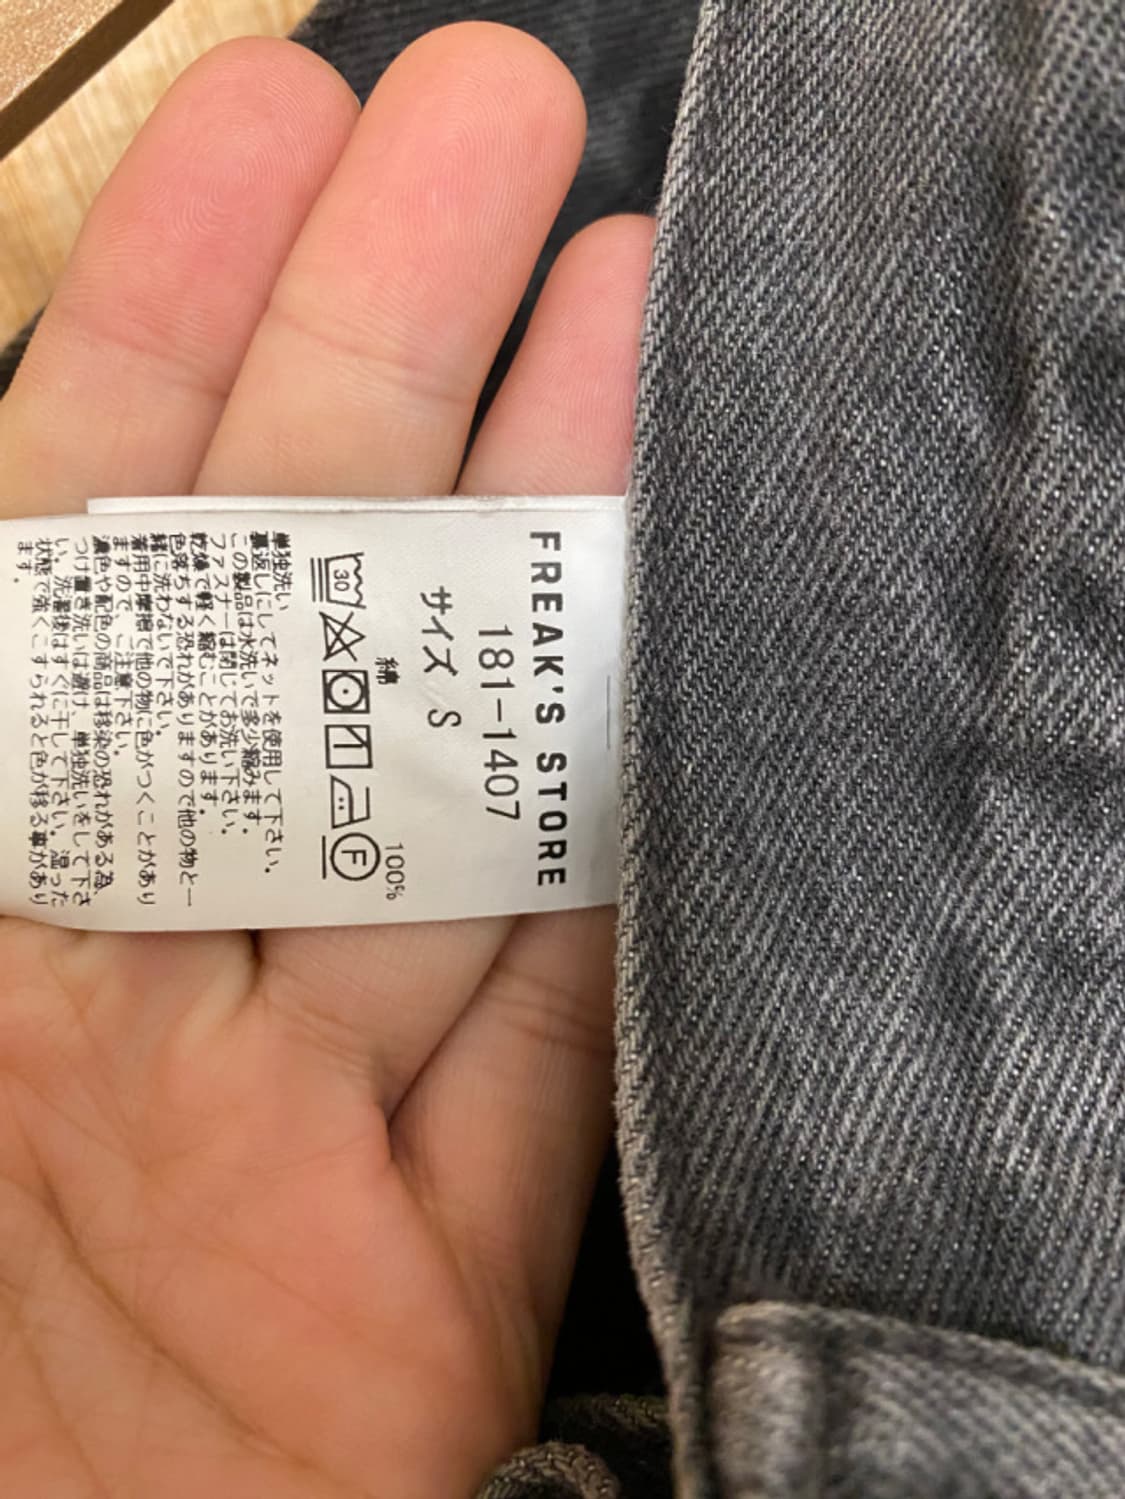 FREAK'S STORE
181-1407
サイズ S
綿 100%
30
F
単独洗い
裏返しにしてネットを使用して下さい。
この製品は水洗いで多少縮みます。
ファスナーは閉じてお洗い下さい。
乾燥で軽く縮むことがあります。
色落ちする恐れがありますので他の物と一
緒に洗わないで下さい。
着用中摩擦で他の物に色がつくことがあり
ますので、ご注意下さい。
濃色や配色の商品は移染の恐れがある為、
つけ置き洗いは避け、単独洗いをして下さ
い。洗濯後はすぐに干して下さい。湿った
状態で強くこすられると色が移る事があり
ます。